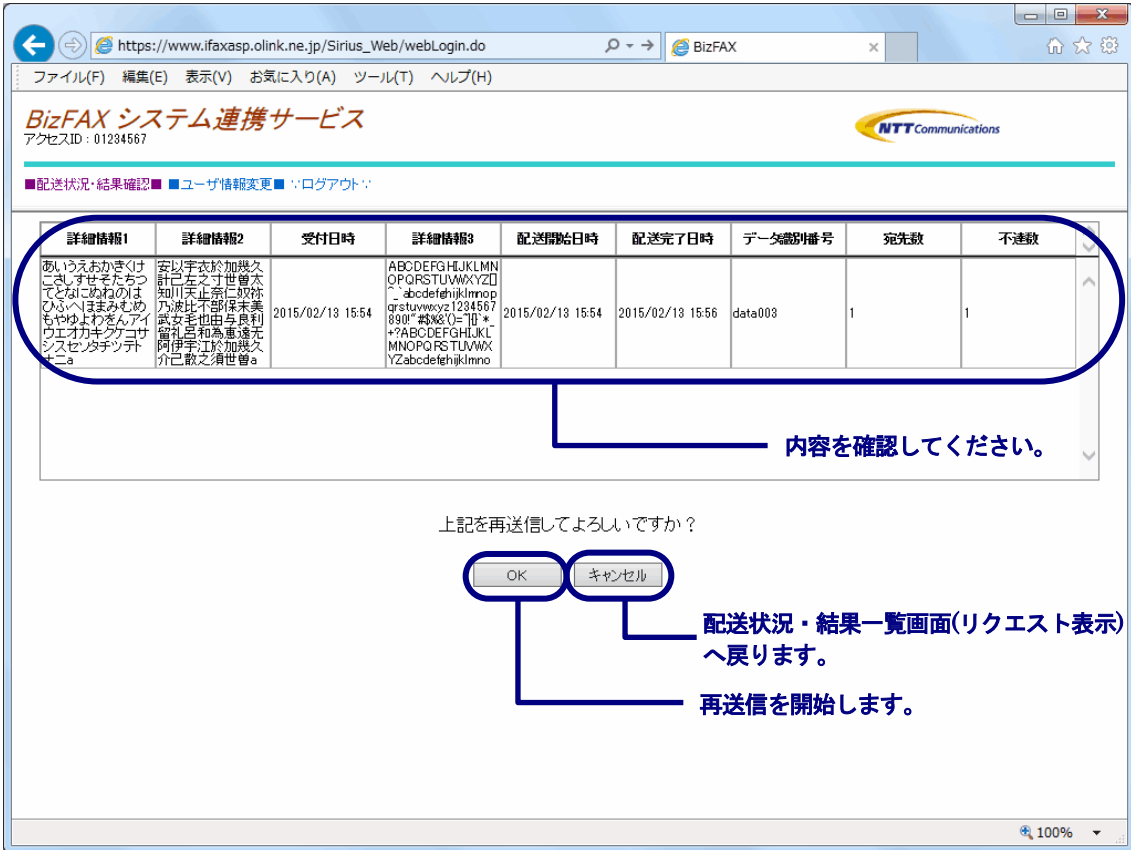 https://www.ifaxasp.olink.ne.jp/Sirius_Web/webLogin.do
BizFAX
ファイル(F) 編集(E) 表示(V) お気に入り(A) ツール(T) ヘルプ(H)
BizFAX システム連携サービス
アクセスID：01234567
NTT Communications
■配送状況・結果確認■ ■ユーザ情報変更■ ∵ログアウト∵
詳細情報1 詳細情報2 受付日時 詳細情報3 配送開始日時 配送完了日時 データ識別番号 宛先数 不達数
あいうえおかきくけ
こさしすせそたちつ
てとなにぬねのは
ひふへほまみむめ
もやゆよわをんアイ
ウエオカキクケコサ
シスセソタチツテト
ナニa
安以宇衣於加幾久
計己左之寸世曽太
知川天止奈仁奴祢
乃波比不部保末美
武女毛也由与良利
留礼呂和為恵遠无
阿伊宇江於加幾久
介己散之須世曽a
2015/02/13 15:54
ABCDEFGHIJKLMN
OPQRSTUVWXYZ[]
^_`abcdefghijklmnop
qrstuvwxyz1234567
890!"#$%&'()=~|{}`*_
+?ABCDEFGHIJKL
MNOPQRSTUVWX
YZabcdefghijklmno
2015/02/13 15:54
2015/02/13 15:56
data003
1
1
内容を確認してください。
上記を再送信してよろしいですか？
OK キャンセル
配送状況・結果一覧画面(リクエスト表示)
へ戻ります。
再送信を開始します。
100%